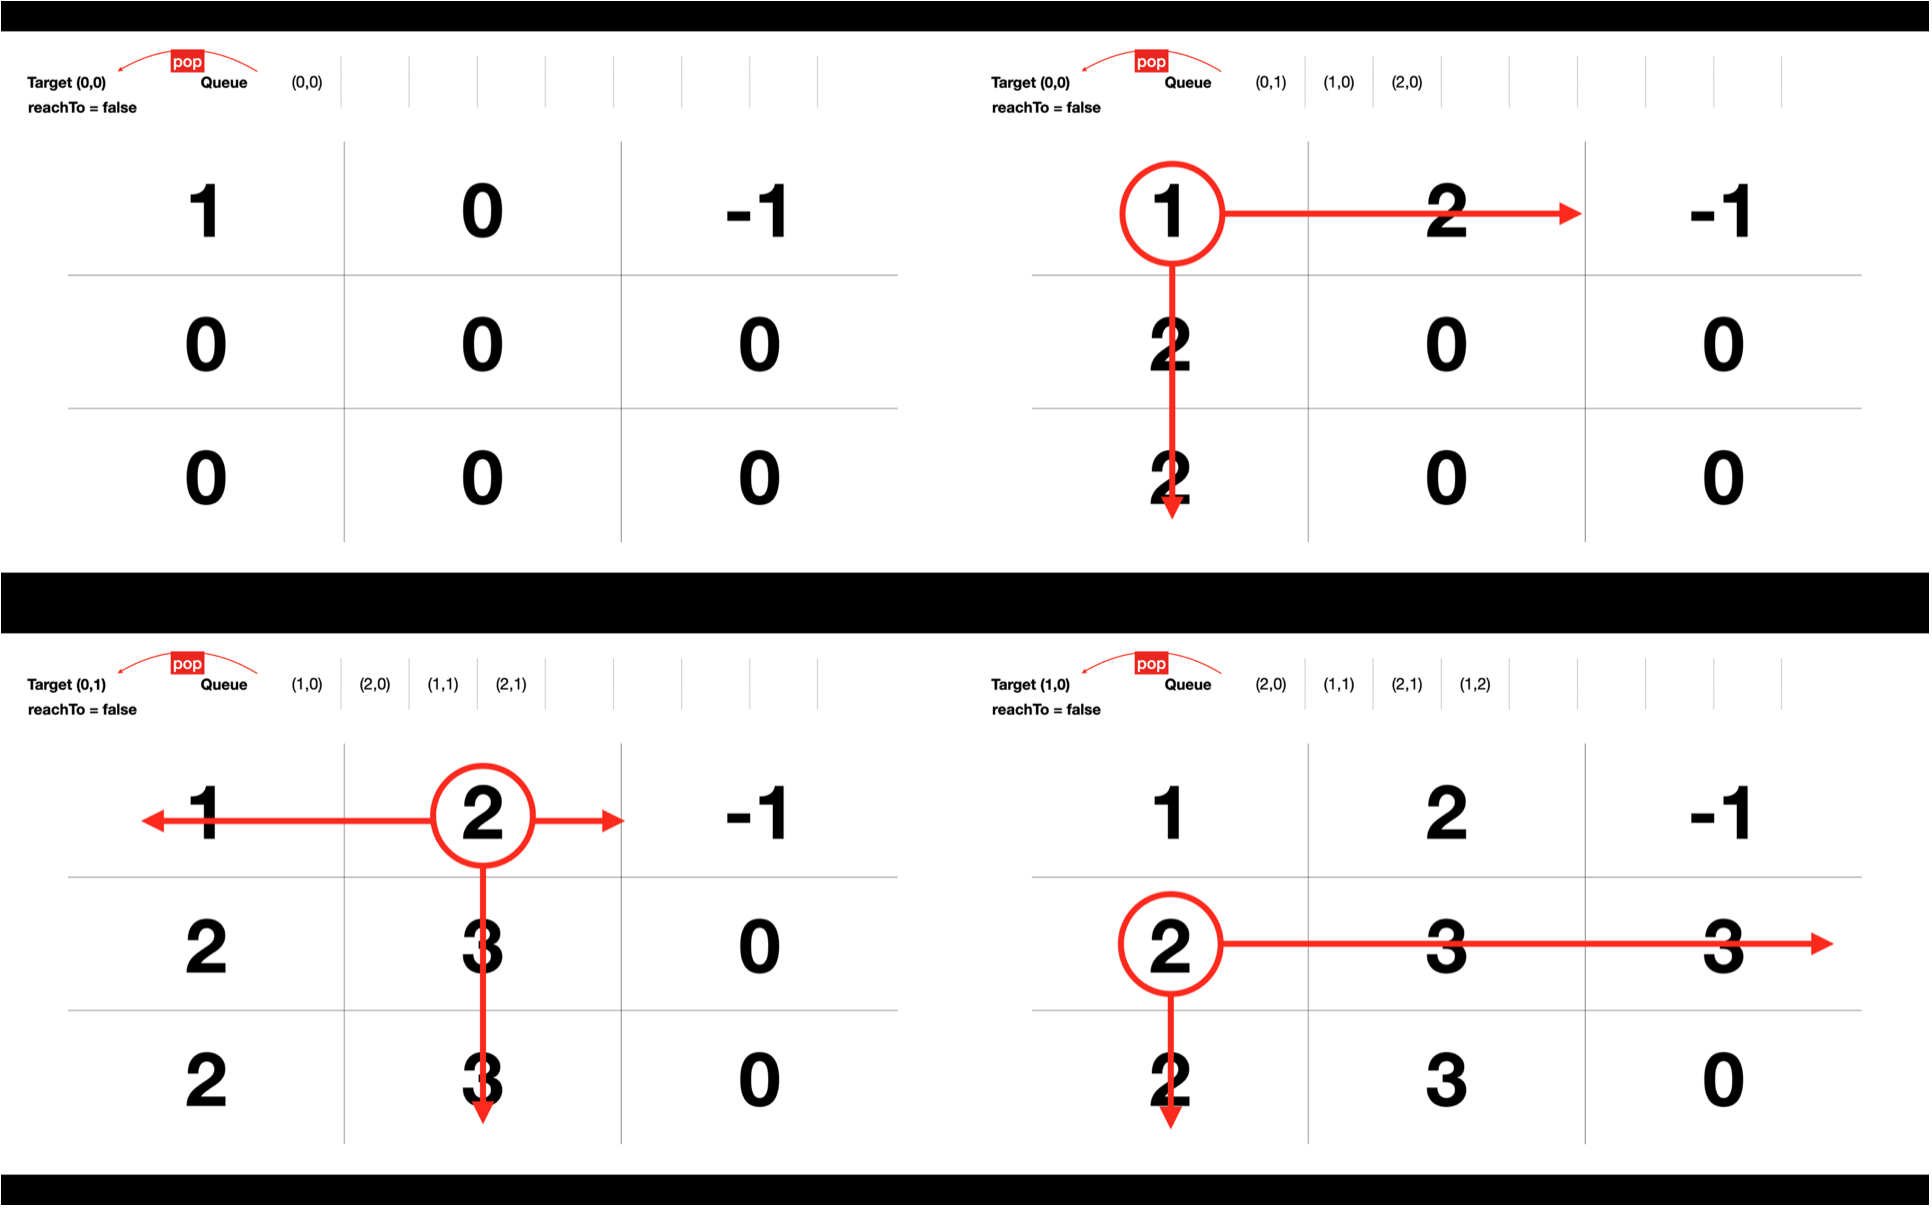 pop
Target (0,0) Queue (0,0)
reachTo = false
1 0 -1
0 0 0
0 0 0
pop
Target (0,0) Queue (0,1) (1,0) (2,0)
reachTo = false
1 2 -1
2 0 0
2 0 0
pop
Target (0,1) Queue (1,0) (2,0) (1,1) (2,1)
reachTo = false
1 2 -1
2 3 0
2 3 0
pop
Target (1,0) Queue (2,0) (1,1) (2,1) (1,2)
reachTo = false
1 2 -1
2 3 3
2 3 0